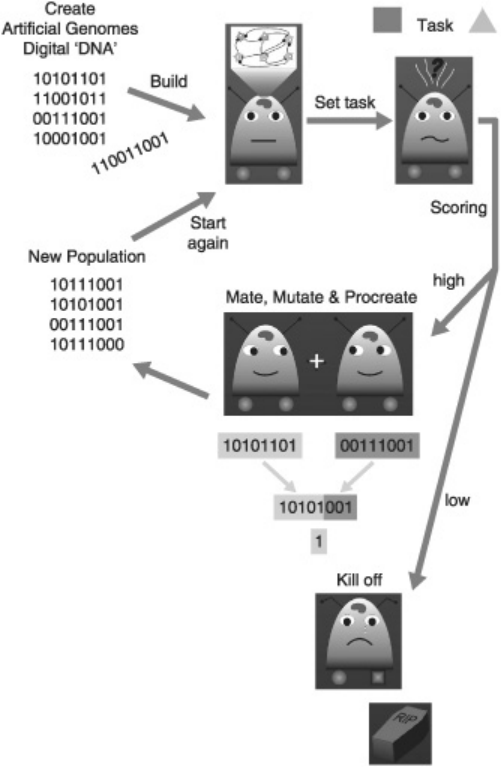 Create
Artificial Genomes
Digital ‘DNA’
10101101
11001011
00111001
10001001
110011001
Build
Task
Set task
?
Scoring
Start
again
high
New Population
10111001
10101001
00111001
10111000
Mate, Mutate & Procreate
+
10101101
00111001
10101001
1
low
Kill off
RIP